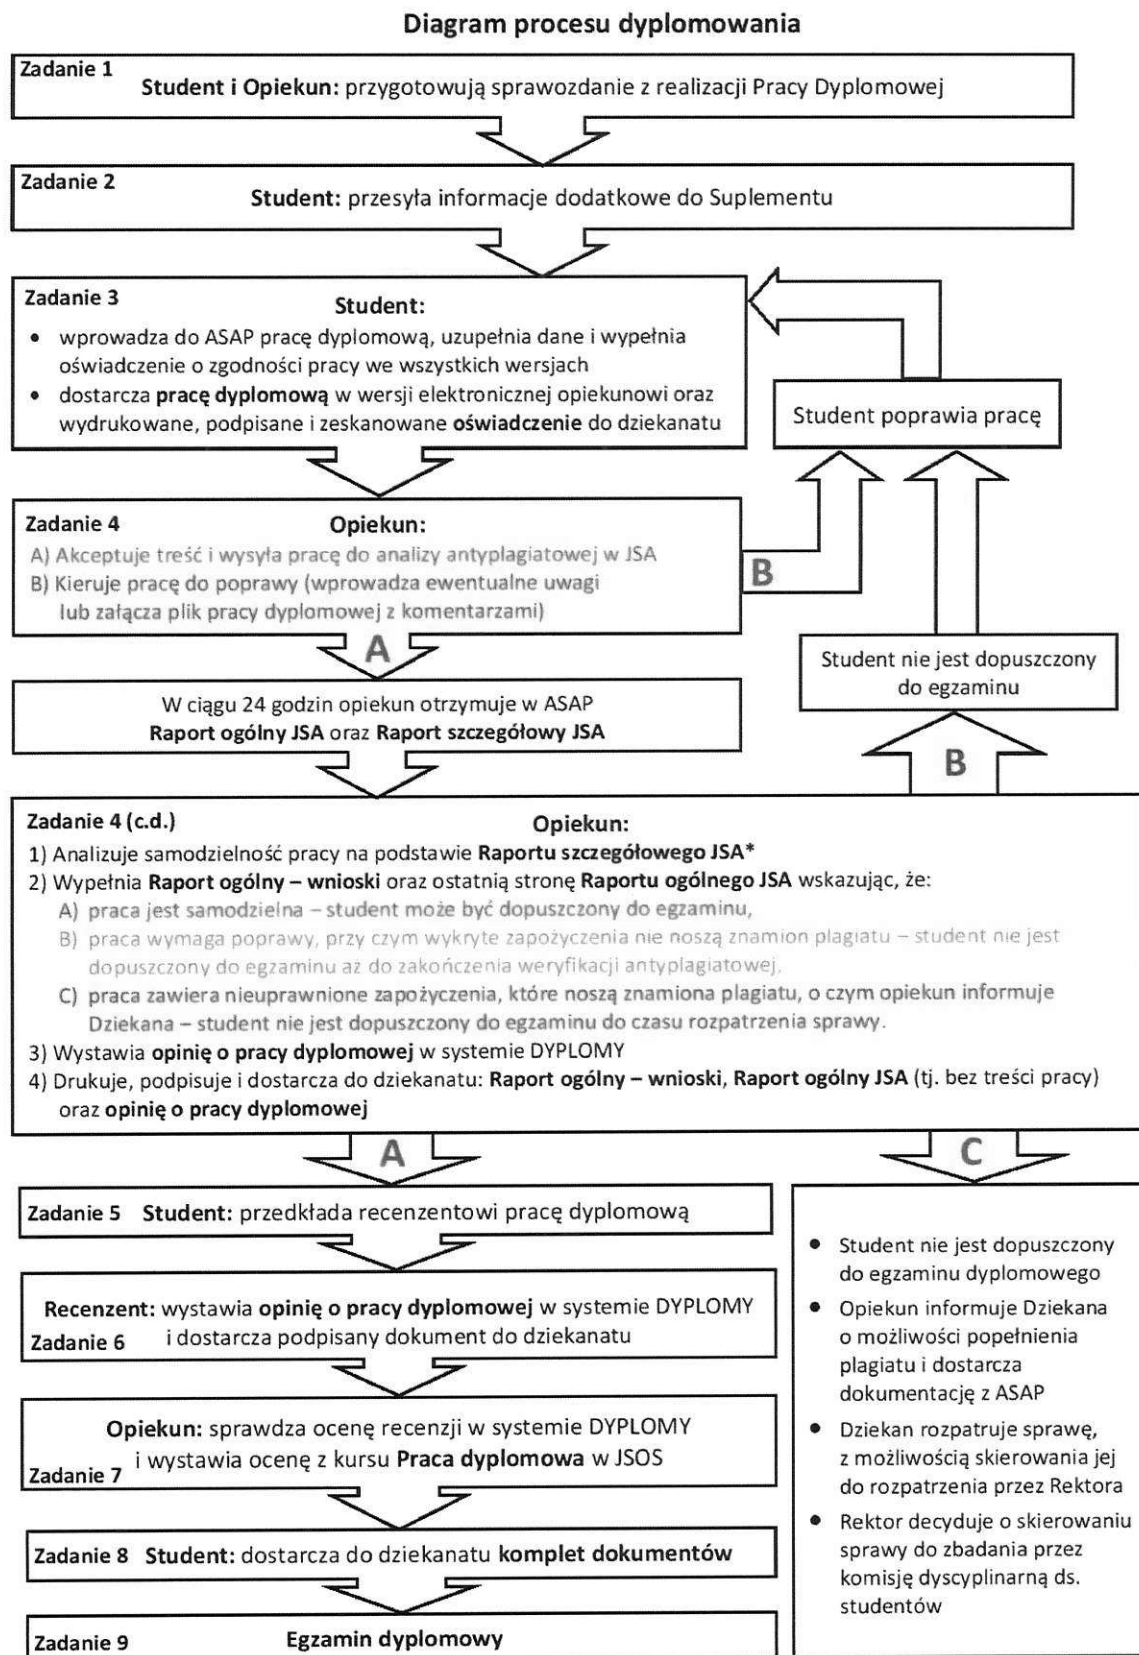 Diagram procesu dyplomowania
Zadanie 1
Student i Opiekun: przygotowują sprawozdanie z realizacji Pracy Dyplomowej
Zadanie 2
Student: przesyła informacje dodatkowe do Suplementu
Zadanie 3
Student:
• wprowadza do ASAP pracę dyplomową, uzupełnia dane i wypełnia
oświadczenie o zgodności pracy we wszystkich wersjach
• dostarcza pracę dyplomową w wersji elektronicznej opiekunowi oraz
wydrukowane, podpisane i zeskanowane oświadczenie do dziekanatu
Student poprawia pracę
Zadanie 4
Opiekun:
A) Akceptuje treść i wysyła pracę do analizy antyplagiatowej w JSA
B) Kieruje pracę do poprawy (wprowadza ewentualne uwagi
lub załącza plik pracy dyplomowej z komentarzami)
B
A
Student nie jest dopuszczony
do egzaminu
W ciągu 24 godzin opiekun otrzymuje w ASAP
Raport ogólny JSA oraz Raport szczegółowy JSA
B
Zadanie 4 (c.d.)
Opiekun:
1) Analizuje samodzielność pracy na podstawie Raportu szczegółowego JSA*
2) Wypełnia Raport ogólny – wnioski oraz ostatnią stronę Raportu ogólnego JSA wskazując, że:
A) praca jest samodzielna – student może być dopuszczony do egzaminu,
B) praca wymaga poprawy, przy czym wykryte zapożyczenia nie noszą znamion plagiatu – student nie jest
dopuszczony do egzaminu aż do zakończenia weryfikacji antyplagiatowej,
C) praca zawiera nieuprawnione zapożyczenia, które noszą znamiona plagiatu, o czym opiekun informuje
Dziekana – student nie jest dopuszczony do egzaminu do czasu rozpatrzenia sprawy.
3) Wystawia opinię o pracy dyplomowej w systemie DYPLOMY
4) Drukuje, podpisuje i dostarcza do dziekanatu: Raport ogólny – wnioski, Raport ogólny JSA (tj. bez treści pracy)
oraz opinię o pracy dyplomowej
A
C
Zadanie 5 Student: przedkłada recenzentowi pracę dyplomową
Recenzent: wystawia opinię o pracy dyplomowej w systemie DYPLOMY
i dostarcza podpisany dokument do dziekanatu
Zadanie 6
Opiekun: sprawdza ocenę recenzji w systemie DYPLOMY
i wystawia ocenę z kursu Praca dyplomowa w JSOS
Zadanie 7
Zadanie 8 Student: dostarcza do dziekanatu komplet dokumentów
Zadanie 9 Egzamin dyplomowy
• Student nie jest dopuszczony
do egzaminu dyplomowego
• Opiekun informuje Dziekana
o możliwości popełnienia
plagiatu i dostarcza
dokumentację z ASAP
• Dziekan rozpatruje sprawę,
z możliwością skierowania jej
do rozpatrzenia przez Rektora
• Rektor decyduje o skierowaniu
sprawy do zbadania przez
komisję dyscyplinarną ds.
studentów